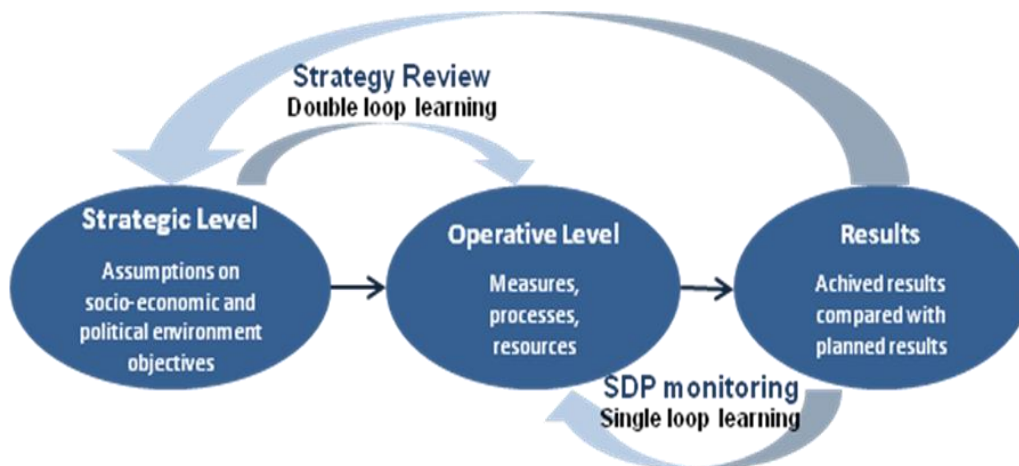 Strategy Review
Double loop learning
Strategic Level
Assumptions on
socio-economic and
political environment
objectives
Operative Level
Measures,
processes,
resources
Results
Achived results
compared with
planned results
SDP monitoring
Single loop learning